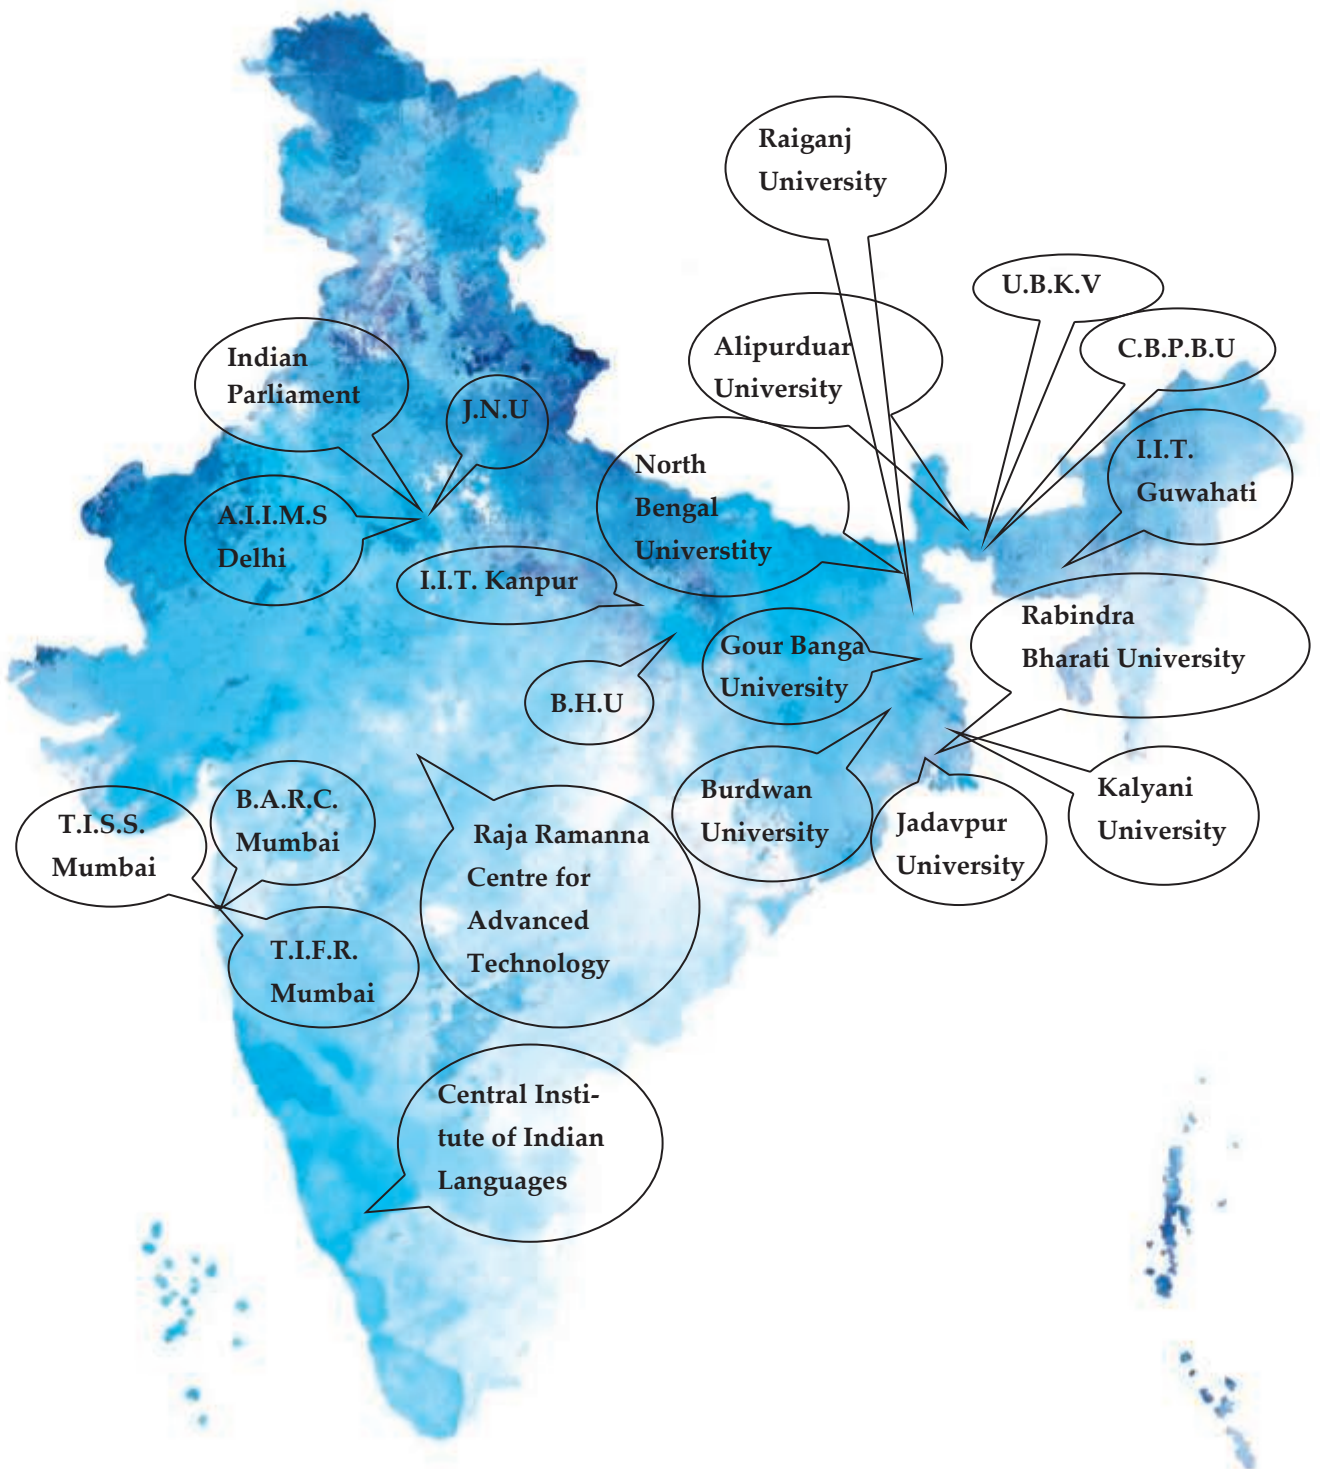 Raiganj
University
U.B.K.V
C.B.P.B.U
Alipurduar
University
Indian
Parliament
J.N.U
North
Bengal
Universtity
I.I.T.
Guwahati
A.I.I.M.S
Delhi
I.I.T. Kanpur
Rabindra
Bharati University
Gour Banga
University
B.H.U
Burdwan
University
Kalyani
University
Jadavpur
University
B.A.R.C.
Mumbai
T.I.S.S.
Mumbai
Raja Ramanna
Centre for
Advanced
Technology
T.I.F.R.
Mumbai
Central Insti-
tute of Indian
Languages